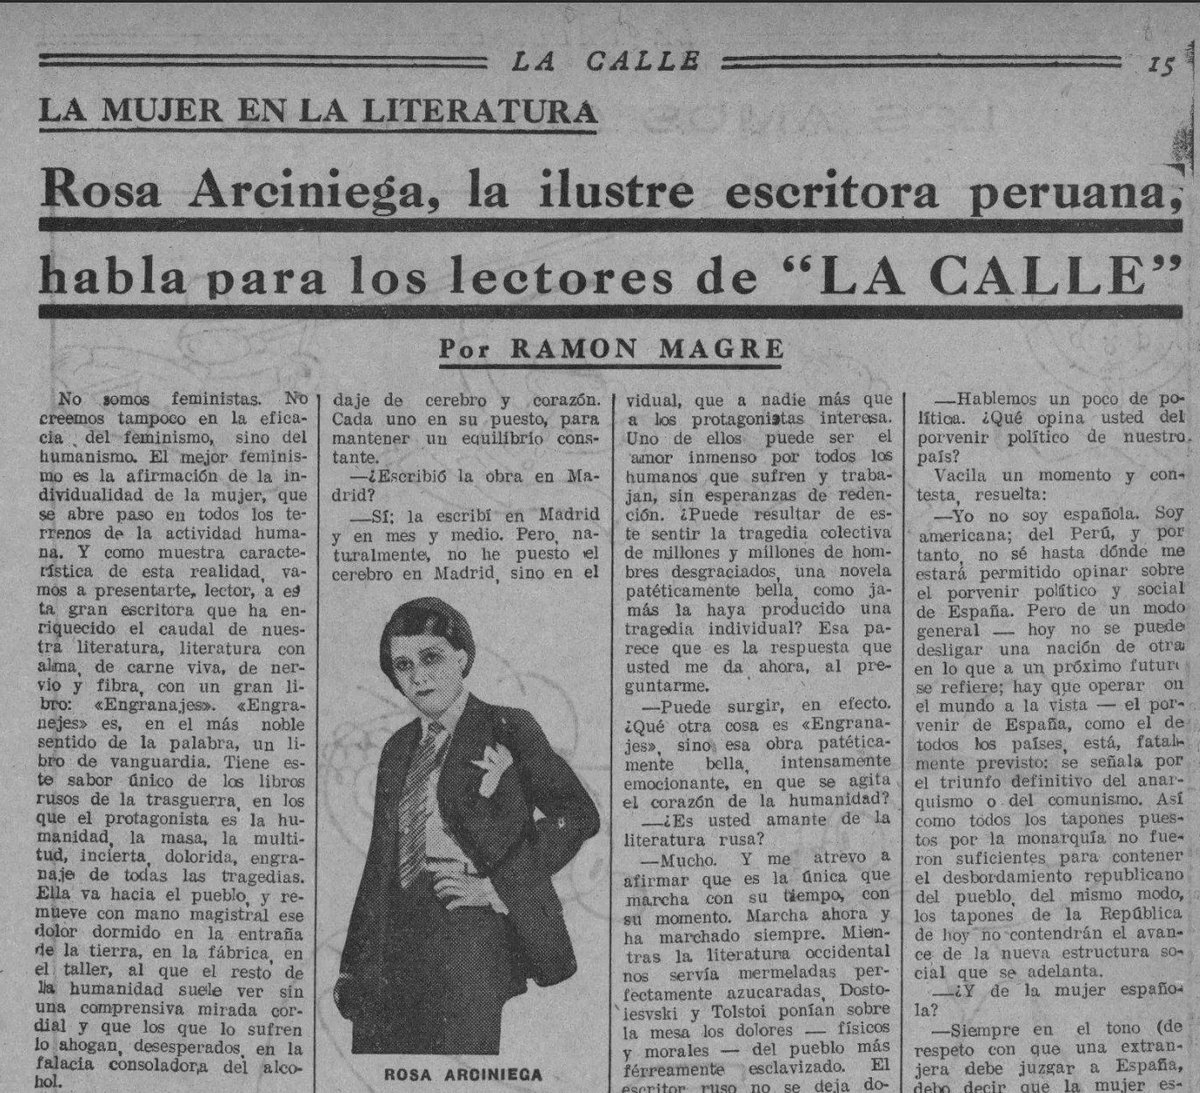 LA CALLE
15
LA MUJER EN LA LITERATURA
Rosa Arciniega, la ilustre escritora peruana,
habla para los lectores de “LA CALLE”
Por RAMON MAGRE
No somos feministas. No
creemos tampoco en la efica-
cia del feminismo, sino del
humanismo. El mejor feminis-
mo es la afirmación de la in-
dividualidad de la mujer, que
se abre paso en todos los te-
rrenos de la actividad huma-
na. Y como muestra caracte-
rística de esta realidad, va-
mos a presentarte, lector, a es
ta gran escritora que ha en-
riquecido el caudal de nues-
tra literatura, literatura con
alma, de carne viva, de ner-
vio y fibra, con un gran li-
bro: «Engranajes». «Engra-
nejes» es, en el más noble
sentido de la palabra, un li-
bro de vanguardia. Tiene es-
te sabor único de los libros
rusos de la trasguerra, en los
que el protagonista es la hu-
manidad, la masa, la multi-
tud, incierta, dolorida, engra-
naje de todas las tragedias.
Ella va hacia el pueblo, y re-
mueve con mano magistral ese
dolor dormido en la entraña
de la tierra, en la fábrica, en
el taller, al que el resto de
la humanidad suele ver sin
una comprensiva mirada cor-
dial y que los que lo sufren
lo ahogan, desesperados, en la
falacia consoladora del alco-
hol.
daje de cerebro y corazón.
Cada uno en su puesto, para
mantener un equilibrio cons-
tante.
—¿Escribió la obra en Ma-
drid?
—Sí; la escribí en Madrid
y en mes y medio. Pero, na-
turalmente, no he puesto el
cerebro en Madrid, sino en el
ROSA ARCINIEGA
vidual, que a nadie más que
a los protagonistas interesa.
Uno de ellos puede ser el
amor inmenso por todos los
humanos que sufren y traba-
jan, sin esperanzas de reden-
ción. ¿Puede resultar de es-
te sentir la tragedia colectiva
de millones y millones de hom-
bres desgraciados, una novela
patéticamente bella, como ja-
más la haya producido una
tragedia individual? Esa pa-
rece que es la respuesta que
usted me da ahora, al pre-
guntarme.
—Puede surgir, en efecto.
¿Qué otra cosa es «Engrana-
jes», sino esa obra patética-
mente bella, intensamente
emocionante, en que se agita
el corazón de la humanidad?
—¿Es usted amante de la
literatura rusa?
—Mucho. Y me atrevo a
afirmar que es la única que
marcha con su tiempo, con
su momento. Marcha ahora y
ha marchado siempre. Mien-
tras la literatura occidental
nos servía mermeladas per-
fectamente azucaradas, Dosto-
iesvski y Tolstoi ponían sobre
la mesa los dolores — físicos
y morales — del pueblo más
férreamente esclavizado. El
escritor ruso no se deja do-
—Hablemos un poco de po-
lítica. ¿Qué opina usted del
porvenir político de nuestro
país?
Vacila un momento y con-
testa, resuelta:
—Yo no soy española. Soy
americana; del Perú, y por
tanto, no sé hasta dónde me
estará permitido opinar sobre
el porvenir político y social
de España. Pero de un modo
general — hoy no se puede
desligar una nación de otra
en lo que a un próximo futur
se refiere; hay que operar on
el mundo a la vista — el por-
venir de España, como el de
todos los países, está, fatal-
mente previsto: se señala por
el triunfo definitivo del anar-
quismo o del comunismo. Así
como todos los tapones pues-
tos por la monarquía no fue-
ron suficientes para contener
el desbordamiento republicano
del pueblo, del mismo modo,
los tapones de la República
de hoy no contendrán el avan-
ce de la nueva estructura so-
cial que se adelanta.
—¿Y de la mujer españo-
la?
—Siempre en el tono (de
respeto con que una extran-
jera debe juzgar a España,
debo decir que la mujer es-